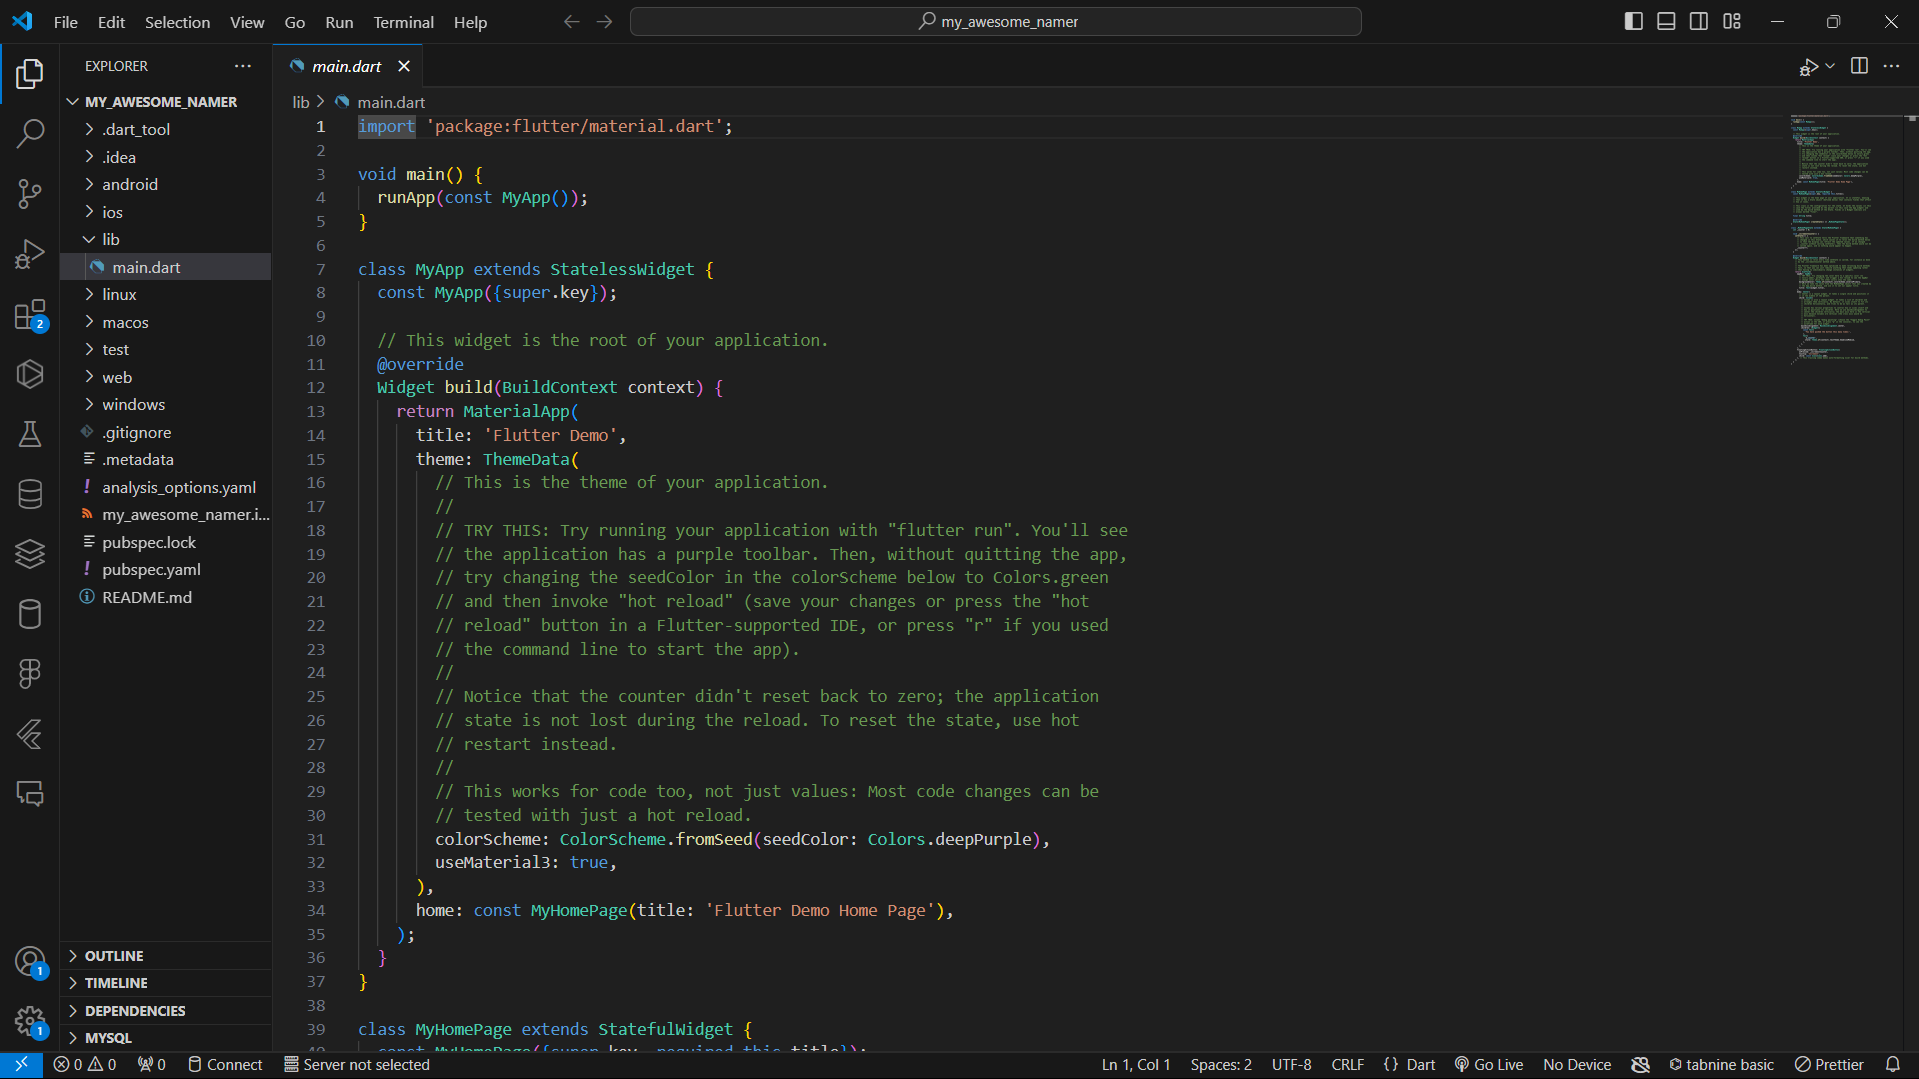 File Edit Selection View Go Run Terminal Help
my_awesome_namer
EXPLORER
MY_AWESOME_NAMER
.dart_tool
.idea
android
ios
lib
main.dart
linux
macos
test
web
windows
.gitignore
.metadata
analysis_options.yaml
my_awesome_namer.i...
pubspec.lock
pubspec.yaml
README.md
OUTLINE
TIMELINE
DEPENDENCIES
MYSQL
2
1
1
main.dart
lib > main.dart
1 import 'package:flutter/material.dart';
2
3 void main() {
4 runApp(const MyApp());
5 }
6
7 class MyApp extends StatelessWidget {
8 const MyApp({super.key});
9
10 // This widget is the root of your application.
11 @override
12 Widget build(BuildContext context) {
13 return MaterialApp(
14 title: 'Flutter Demo',
15 theme: ThemeData(
16 // This is the theme of your application.
17 //
18 // TRY THIS: Try running your application with "flutter run". You'll see
19 // the application has a purple toolbar. Then, without quitting the app,
20 // try changing the seedColor in the colorScheme below to Colors.green
21 // and then invoke "hot reload" (save your changes or press the "hot
22 // reload" button in a Flutter-supported IDE, or press "r" if you used
23 // the command line to start the app).
24 //
25 // Notice that the counter didn't reset back to zero; the application
26 // state is not lost during the reload. To reset the state, use hot
27 // restart instead.
28 //
29 // This works for code too, not just values: Most code changes can be
30 // tested with just a hot reload.
31 colorScheme: ColorScheme.fromSeed(seedColor: Colors.deepPurple),
32 useMaterial3: true,
33 ),
34 home: const MyHomePage(title: 'Flutter Demo Home Page'),
35 );
36 }
37 }
38
39 class MyHomePage extends StatefulWidget {
40 const MyHomePage({super.key, required this.title});
0 0 0 Connect Server not selected Ln 1, Col 1 Spaces: 2 UTF-8 CRLF {} Dart Go Live No Device tabnine basic Prettier